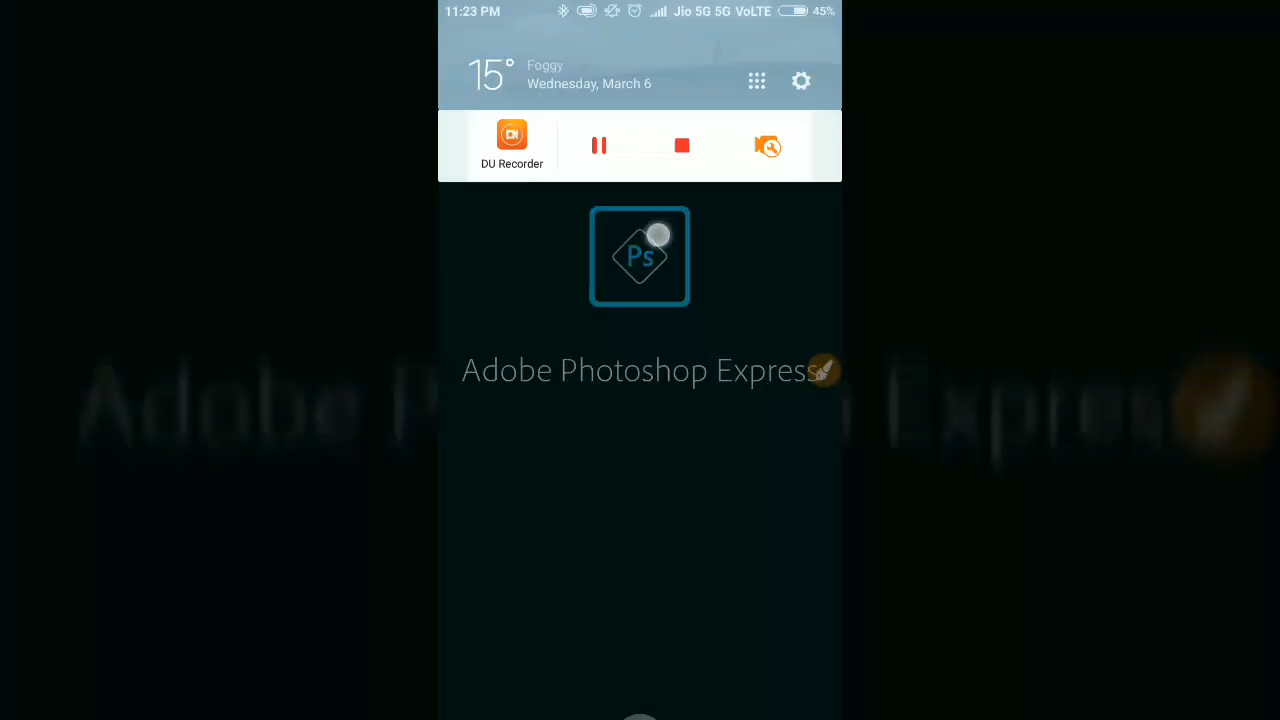 11:23 PM Jio 5G 5G VoLTE 45%
15° Foggy
Wednesday, March 6
DU Recorder
Ps
Adobe Photoshop Express